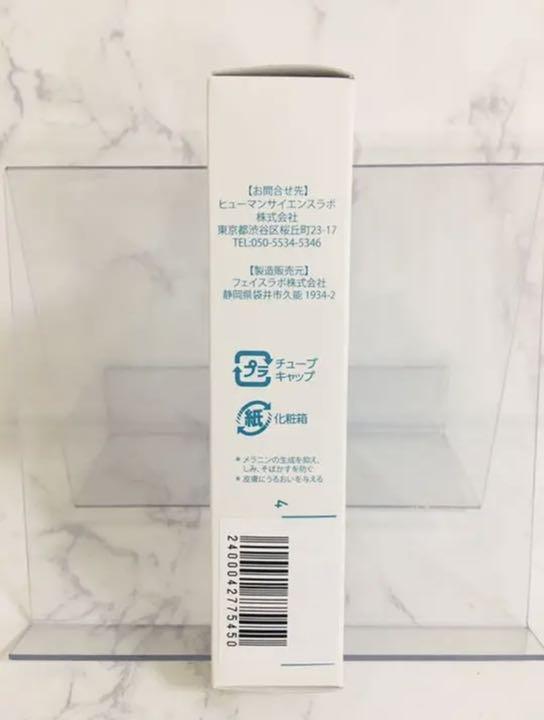 【お問合せ先】
ヒューマンサイエンスラボ
株式会社
東京都渋谷区桜丘町23-17
TEL:050-5534-5346
【製造販売元】
フェイスラボ株式会社
静岡県袋井市久能 1934-2
プラ チューブ
キャップ
紙 化粧箱
* メラニンの生成を抑え、
しみ、そばかすを防ぐ
* 皮膚にうるおいを与える
2400042775450